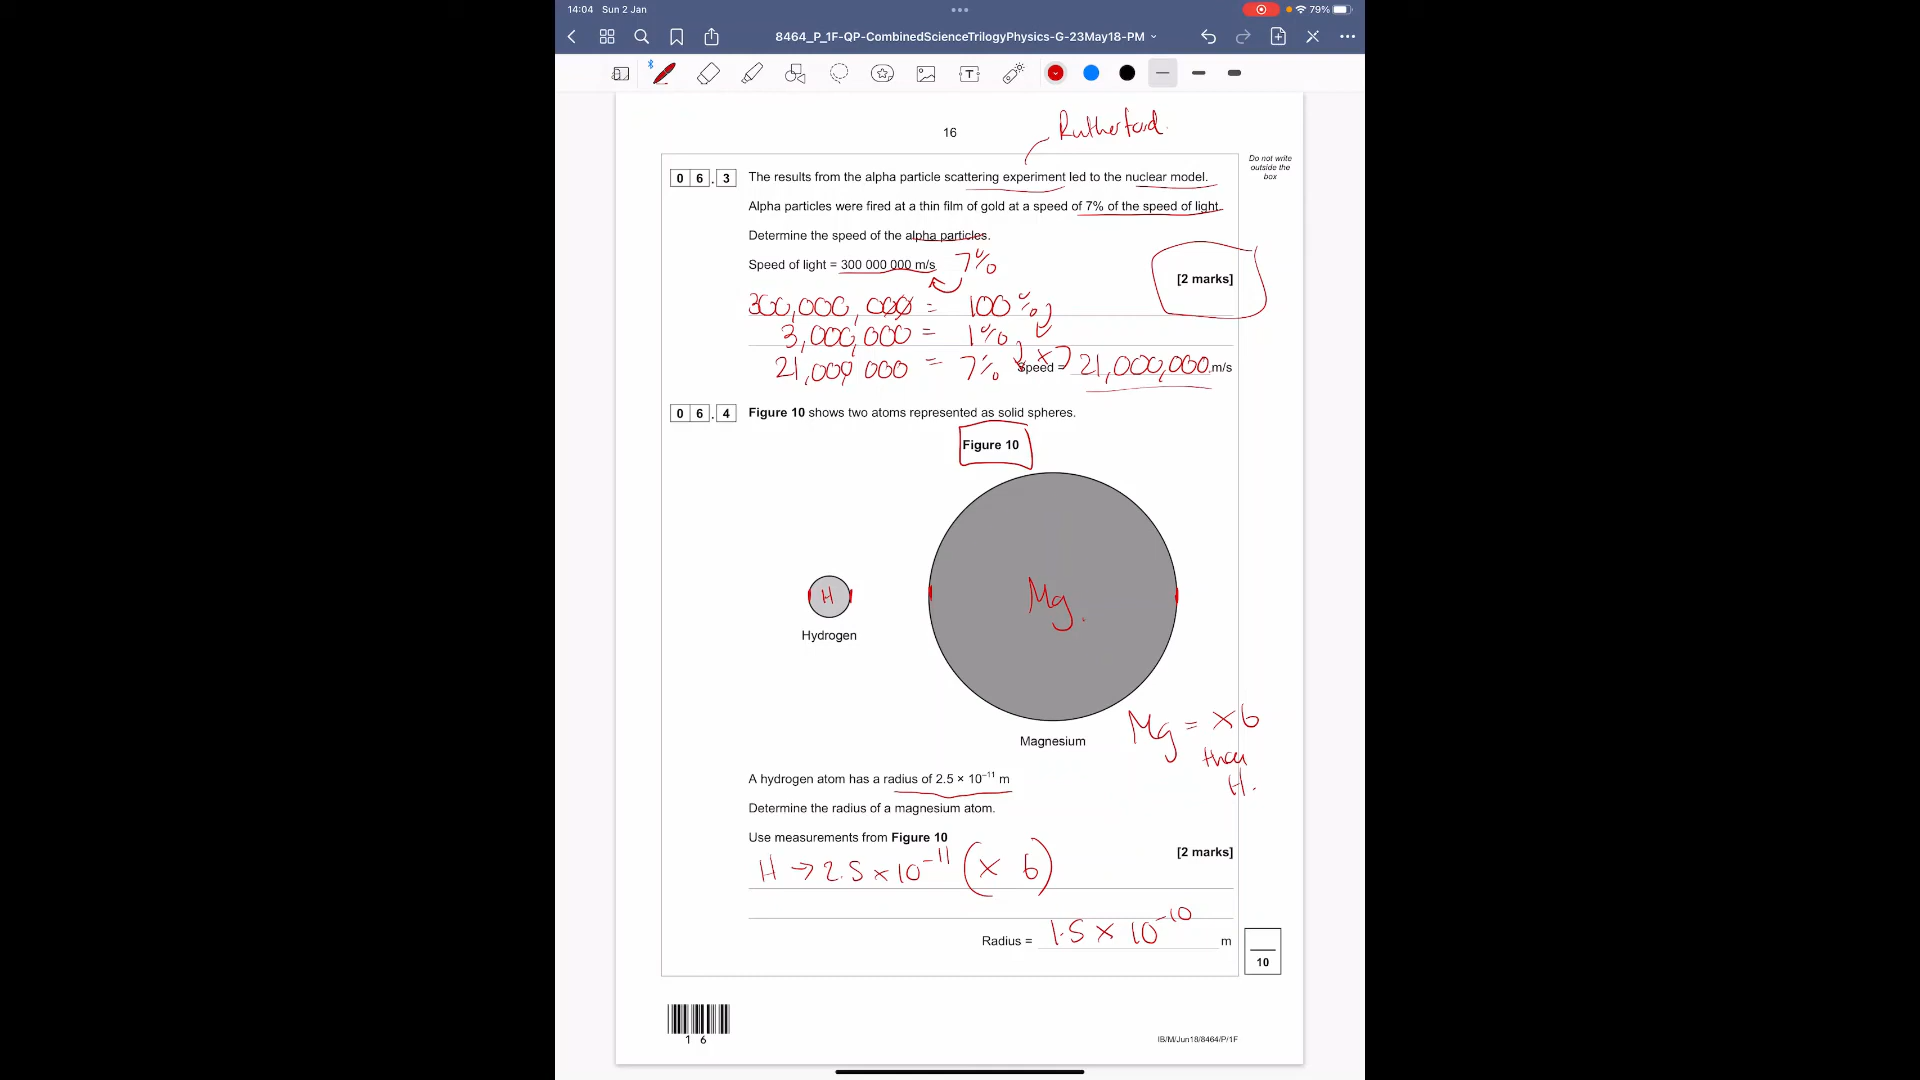 14:04 Sun 2 Jan
79%
8464_P_1F-QP-CombinedScienceTrilogyPhysics-G-23May18-PM
T
Rutherford.
16
Do not write
outside the
box
0 6 . 3 The results from the alpha particle scattering experiment led to the nuclear model.
Alpha particles were fired at a thin film of gold at a speed of 7% of the speed of light.
Determine the speed of the alpha particles.
Speed of light = 300 000 000 m/s 7%
[2 marks]
300,000,000 = 100%
3,000,000 = 1%
21,000,000 = 7% x7 Speed = 21,000,000 m/s
0 6 . 4 Figure 10 shows two atoms represented as solid spheres.
Figure 10
H
Mg.
Hydrogen
Magnesium
Mg = x6
than
H.
A hydrogen atom has a radius of 2.5 × 10⁻¹¹ m
Determine the radius of a magnesium atom.
Use measurements from Figure 10
[2 marks]
H → 2.5 x 10⁻¹¹ (x 6)
Radius = 1.5 x 10⁻¹⁰ m
10
1 6
IB/M/Jun18/8464/P/1F